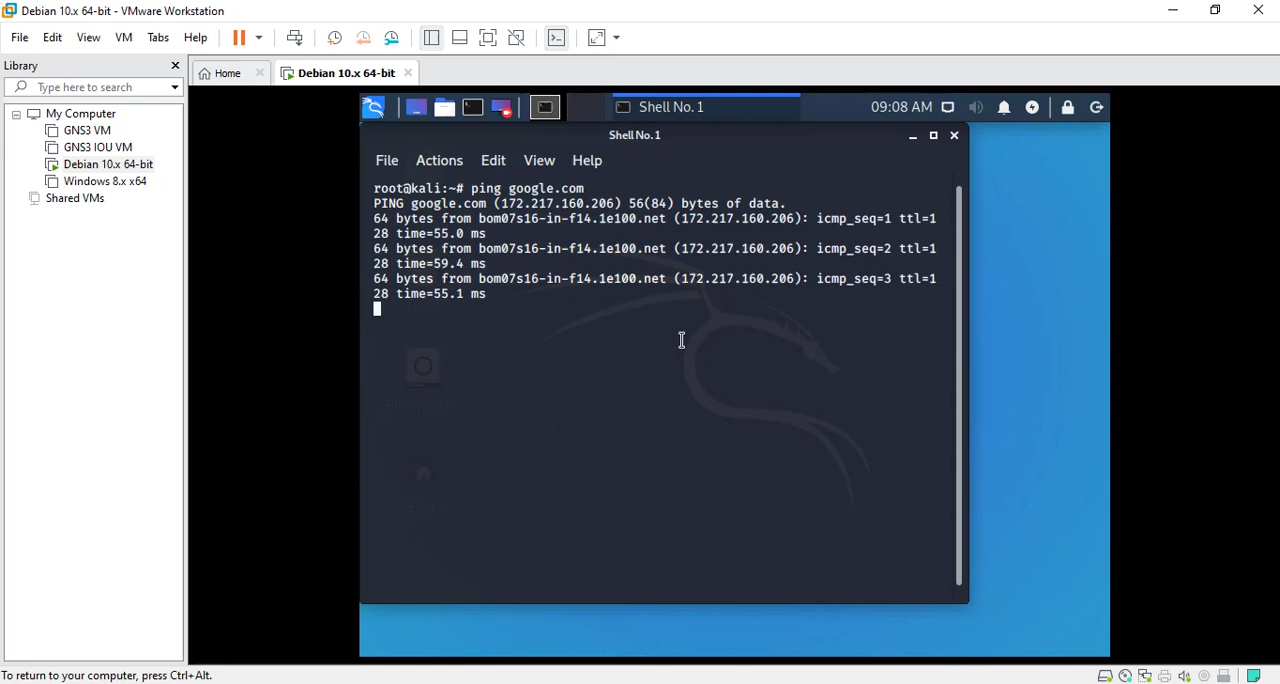 Debian 10.x 64-bit - VMware Workstation
File Edit View VM Tabs Help
Library
Type here to search
My Computer
GNS3 VM
GNS3 IOU VM
Debian 10.x 64-bit
Windows 8.x x64
Shared VMs
Home
Debian 10.x 64-bit
Shell No. 1
09:08 AM
Shell No. 1
File Actions Edit View Help
root@kali:~# ping google.com
PING google.com (172.217.160.206) 56(84) bytes of data.
64 bytes from bom07s16-in-f14.1e100.net (172.217.160.206): icmp_seq=1 ttl=1
28 time=55.0 ms
64 bytes from bom07s16-in-f14.1e100.net (172.217.160.206): icmp_seq=2 ttl=1
28 time=59.4 ms
64 bytes from bom07s16-in-f14.1e100.net (172.217.160.206): icmp_seq=3 ttl=1
28 time=55.1 ms
To return to your computer, press Ctrl+Alt.